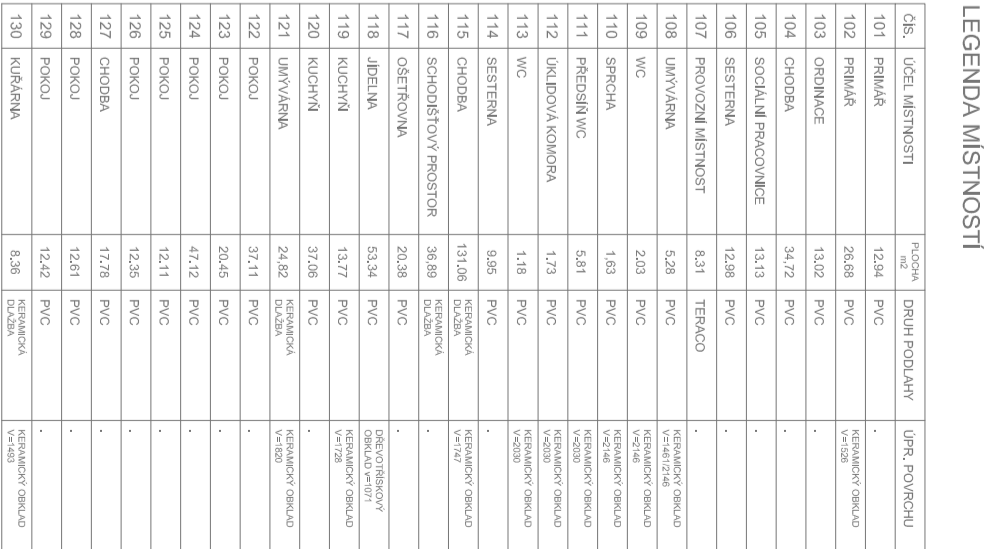 LEGENDA MÍSTNOSTÍ
ČÍS. ÚČEL MÍSTNOSTI PLOCHA m2 DRUH PODLAHY ÚPR. POVRCHU
101 PRIMÁŘ 12.94 PVC .
102 PRIMÁŘ 26.68 PVC KERAMICKÝ OBKLAD V=1526
103 ORDINACE 13.02 PVC .
104 CHODBA 34,72 PVC .
105 SOCIÁLNÍ PRACOVNICE 13.13 PVC .
106 SESTERNA 12.98 PVC .
107 PROVOZNÍ MÍSTNOST 8.31 TERACO .
108 UMÝVÁRNA 5.28 PVC KERAMICKÝ OBKLAD V=1461/2146
109 WC 2,03 PVC KERAMICKÝ OBKLAD V=2146
110 SPRCHA 1,63 PVC KERAMICKÝ OBKLAD V=2146
111 PŘEDSÍŇ WC 5,81 PVC KERAMICKÝ OBKLAD V=2030
112 ÚKLIDOVÁ KOMORA 1.73 PVC KERAMICKÝ OBKLAD V=2030
113 WC 1.18 PVC KERAMICKÝ OBKLAD V=2030
114 SESTERNA 9.95 PVC .
115 CHODBA 131.06 KERAMICKÁ DLAŽBA KERAMICKÝ OBKLAD V=1747
116 SCHODIŠŤOVÝ PROSTOR 36,89 KERAMICKÁ DLAŽBA .
117 OŠETŘOVNA 20.38 PVC .
118 JÍDELNA 53,34 PVC DŘEVOTŘÍSKOVÝ OBKLAD v=1071
119 KUCHYŇ 13.77 PVC KERAMICKÝ OBKLAD V=1728
120 KUCHYŇ 37.06 PVC .
121 UMÝVÁRNA 24,82 KERAMICKÁ DLAŽBA KERAMICKÝ OBKLAD V=1820
122 POKOJ 37.11 PVC .
123 POKOJ 20.45 PVC .
124 POKOJ 47.12 PVC .
125 POKOJ 12.11 PVC .
126 POKOJ 12.35 PVC .
127 CHODBA 17.78 PVC .
128 POKOJ 12.61 PVC .
129 POKOJ 12.42 PVC .
130 KUŘÁRNA 8.36 KERAMICKÁ DLAŽBA KERAMICKÝ OBKLAD V=1493